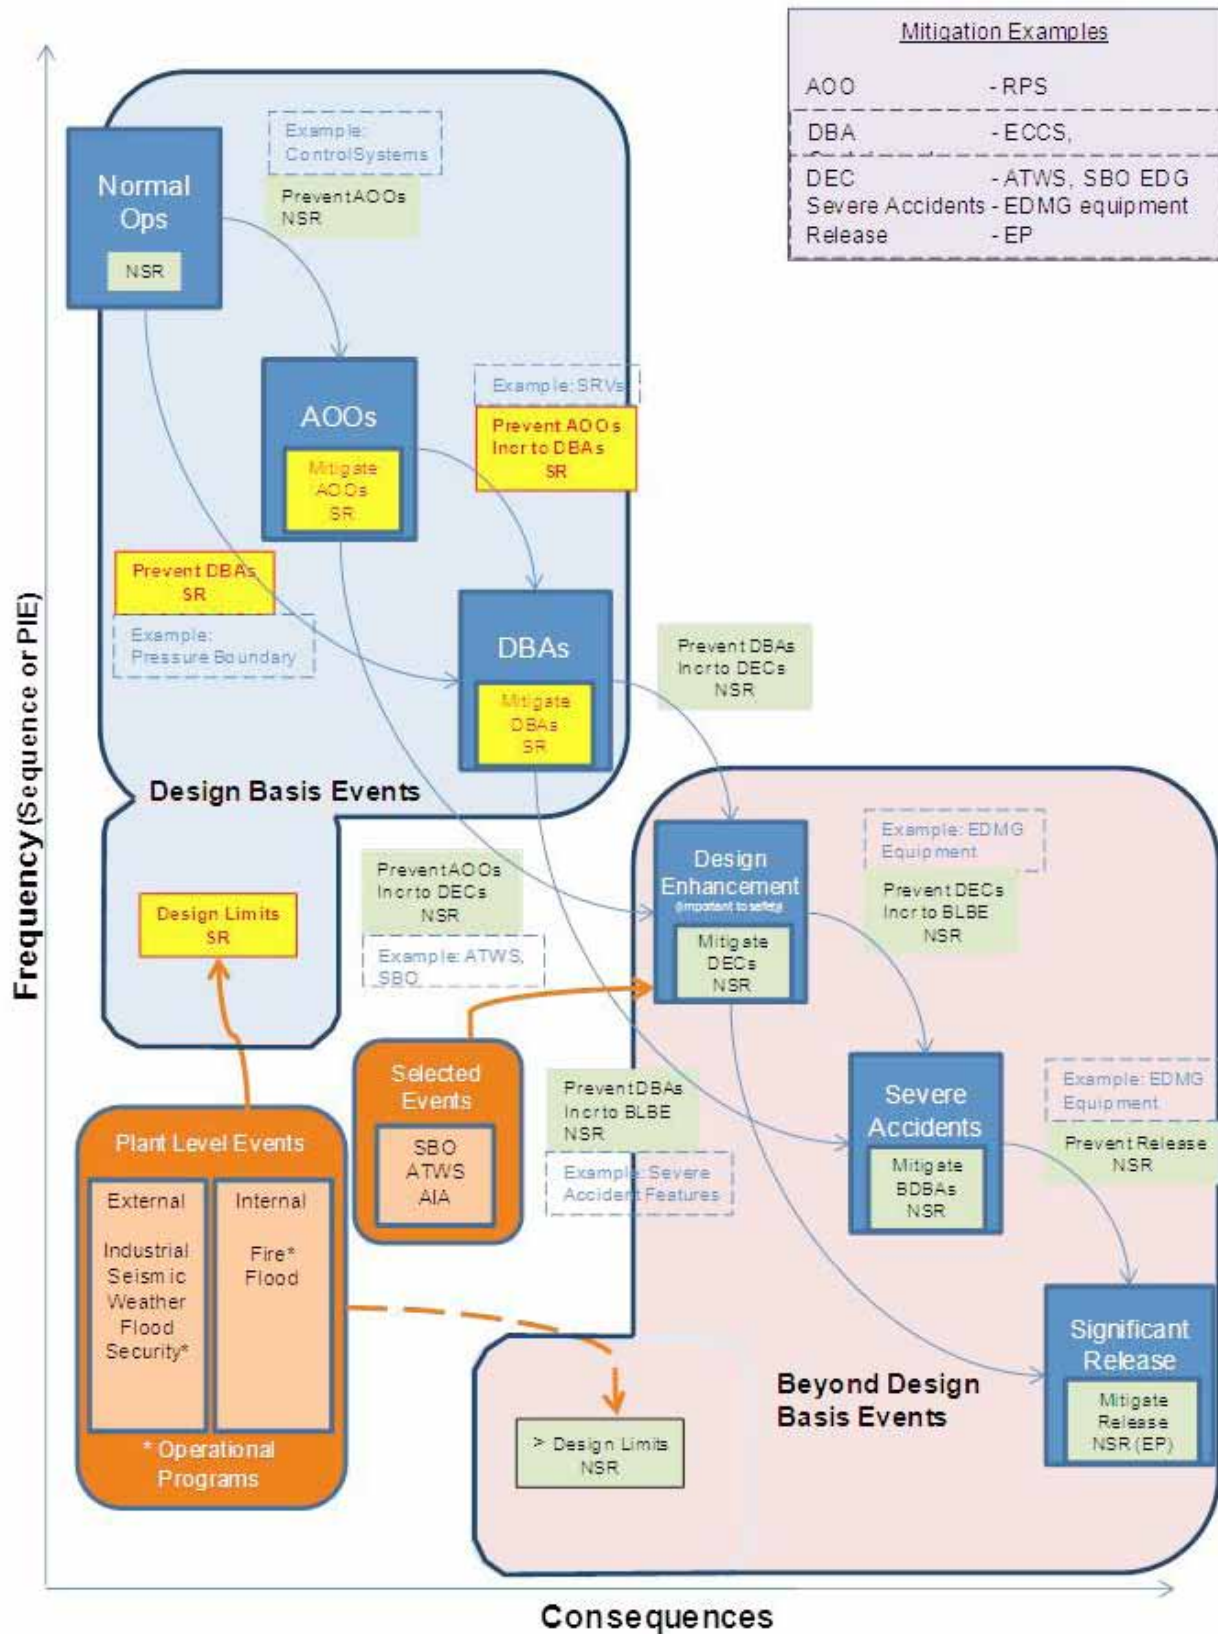 Mitigation Examples
AOO - RPS
DBA - ECCS,
DEC - ATWS, SBO EDG
Severe Accidents - EDMG equipment
Release - EP
Example:
Control Systems
Prevent AOOs
NSR
Normal
Ops
NSR
AOOs
Mitigate
AOOs
SR
Example: SRVs
Prevent AOOs
Incr to DBAs
SR
Prevent DBAs
SR
Example:
Pressure Boundary
DBAs
Mitigate
DBAs
SR
Prevent DBAs
Incr to DECs
NSR
Design Basis Events
Design Limits
SR
Prevent AOOs
Incr to DECs
NSR
Example: ATWS,
SBO
Design
Enhancement
(Important to safety)
Mitigate
DECs
NSR
Example: EDMG
Equipment
Prevent DECs
Incr to BLBE
NSR
Selected
Events
SBO
ATWS
AIA
Prevent DBAs
Incr to BLBE
NSR
Example: Severe
Accident Features
Severe
Accidents
Mitigate
BDBAs
NSR
Example: EDMG
Equipment
Prevent Release
NSR
Plant Level Events
External
Industrial
Seismic
Weather
Flood
Security*
Internal
Fire*
Flood
* Operational
Programs
> Design Limits
NSR
Beyond Design
Basis Events
Significant
Release
Mitigate
Release
NSR (EP)
Frequency (Sequence or PIE)
Consequences